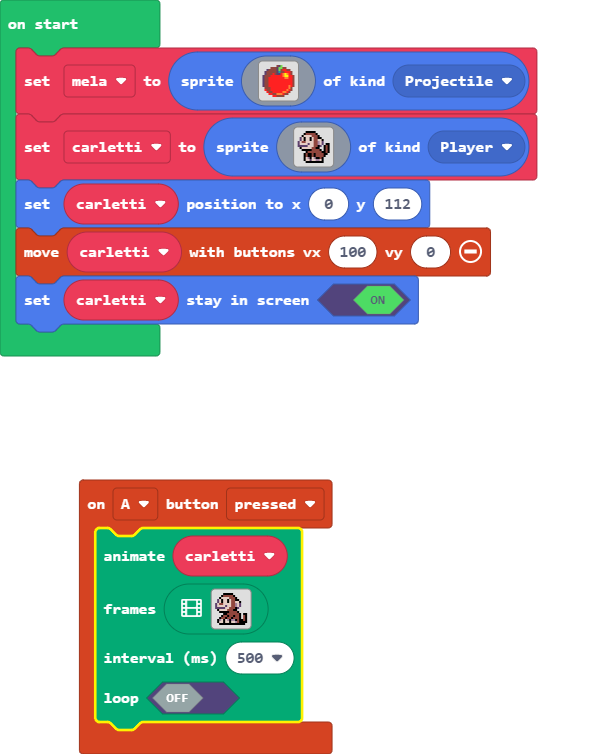 on start
set mela to sprite of kind Projectile
set carletti to sprite of kind Player
set carletti position to x 0 y 112
move carletti with buttons vx 100 vy 0
set carletti stay in screen ON
on A button pressed
animate carletti
frames
interval (ms) 500
loop OFF